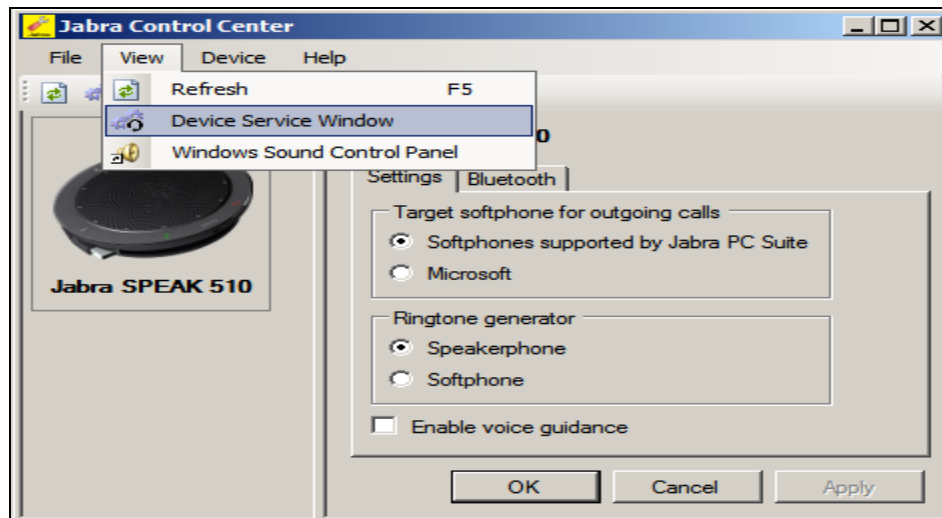 Jabra Control Center
File View Device Help
Refresh F5
Device Service Window
Windows Sound Control Panel
0
Jabra SPEAK 510
Settings Bluetooth
Target softphone for outgoing calls
Softphones supported by Jabra PC Suite
Microsoft
Ringtone generator
Speakerphone
Softphone
Enable voice guidance
OK Cancel Apply